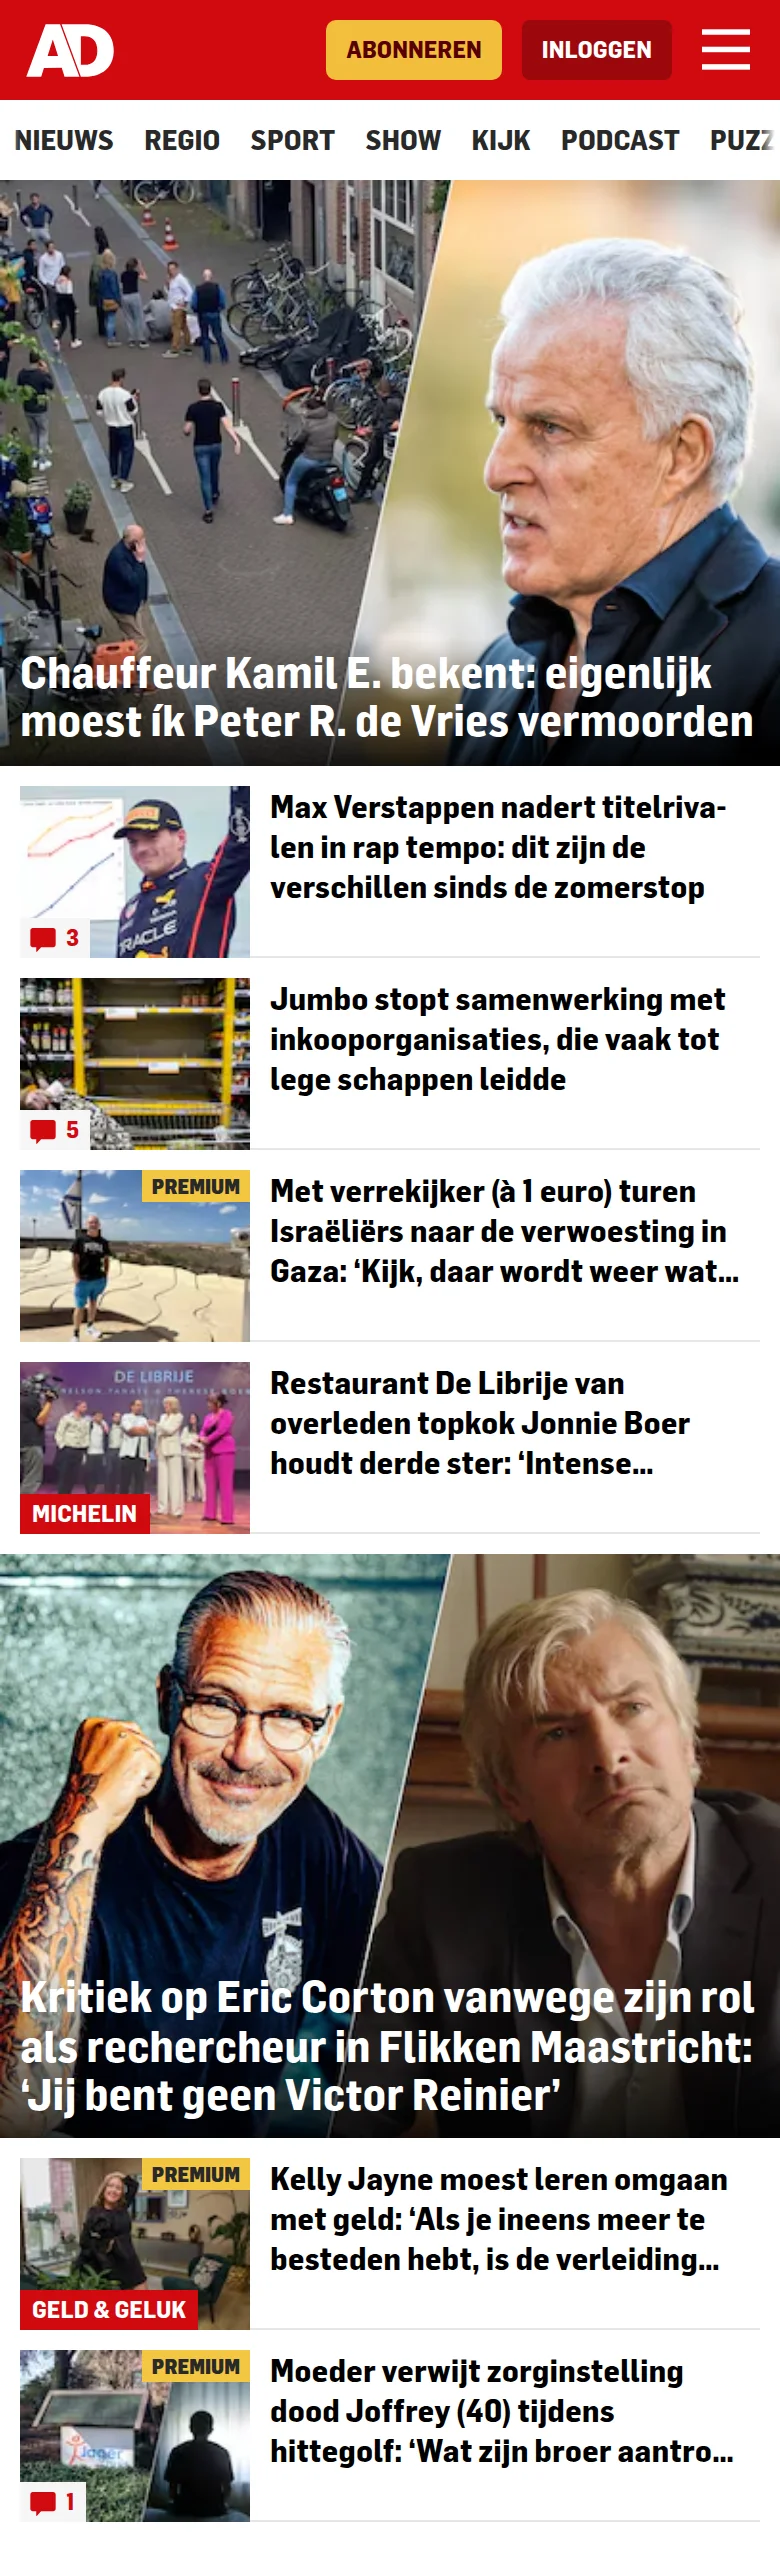 AD
ABONNEREN
INLOGGEN
NIEUWS REGIO SPORT SHOW KIJK PODCAST PUZZ
Chauffeur Kamil E. bekent: eigenlijk
moest ík Peter R. de Vries vermoorden
Max Verstappen nadert titelriva-
len in rap tempo: dit zijn de
verschillen sinds de zomerstop
ORACLE
3
Jumbo stopt samenwerking met
inkooporganisaties, die vaak tot
lege schappen leidde
5
PREMIUM
Met verrekijker (à 1 euro) turen
Israëliërs naar de verwoesting in
Gaza: ‘Kijk, daar wordt weer wat...
DE LIBRIJE
MICHELIN
Restaurant De Librije van
overleden topkok Jonnie Boer
houdt derde ster: ‘Intense...
Kritiek op Eric Corton vanwege zijn rol
als rechercheur in Flikken Maastricht:
‘Jij bent geen Victor Reinier’
PREMIUM
GELD & GELUK
Kelly Jayne moest leren omgaan
met geld: ‘Als je ineens meer te
besteden hebt, is de verleiding...
PREMIUM
Jager
1
Moeder verwijt zorginstelling
dood Joffrey (40) tijdens
hittegolf: ‘Wat zijn broer aantro...